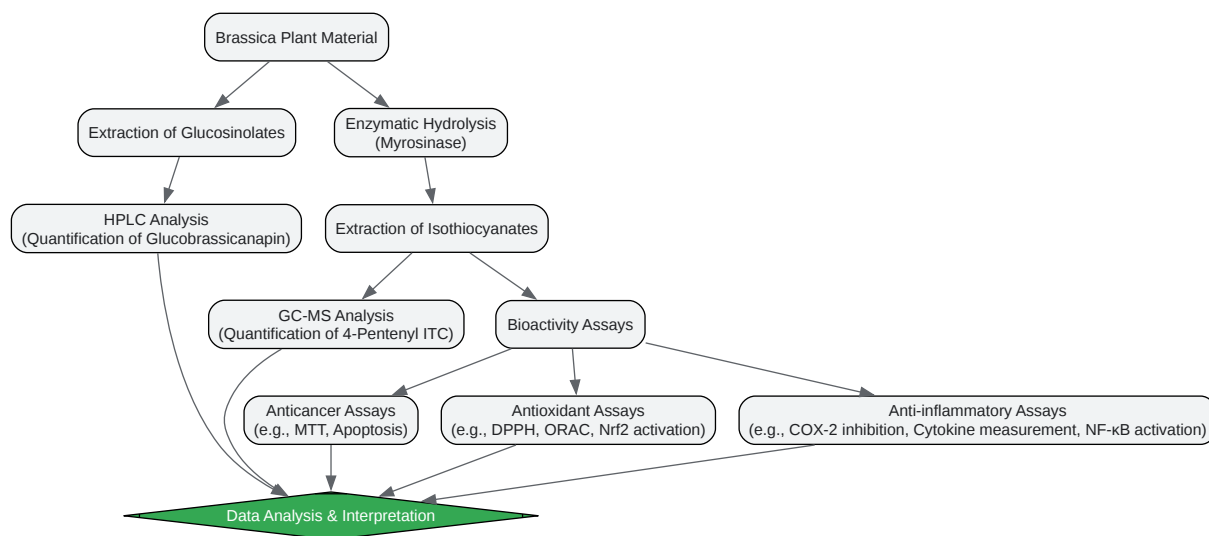 Brassica Plant Material
Extraction of Glucosinolates
Enzymatic Hydrolysis
(Myrosinase)
HPLC Analysis
(Quantification of Glucobrassicanapin)
Extraction of Isothiocyanates
GC-MS Analysis
(Quantification of 4-Pentenyl ITC)
Bioactivity Assays
Anticancer Assays
(e.g., MTT, Apoptosis)
Antioxidant Assays
(e.g., DPPH, ORAC, Nrf2 activation)
Anti-inflammatory Assays
(e.g., COX-2 inhibition, Cytokine measurement, NF-κB activation)
Data Analysis & Interpretation